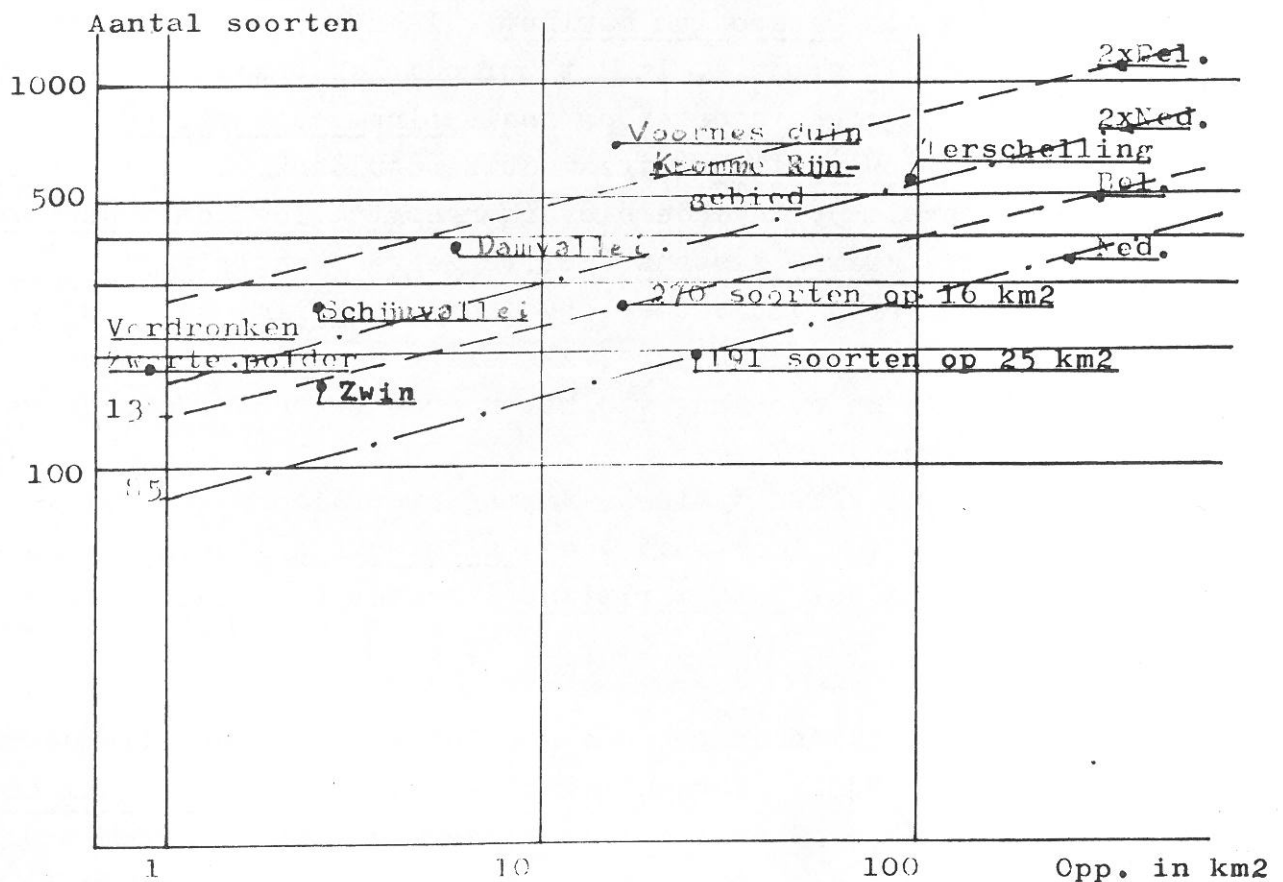 Aantal soorten
2xBel.
1000
2xNed.
Voornes duin
Terschelling
Kromme Rijn-
gebied
Bel.
500
Damvallei
Ned.
270 soorten op 16 km2
Schijnvallei
Verdronken
zwarte.polder
191 soorten op 25 km2
Zwin
13
100
85
1
10
100
Opp. in km2